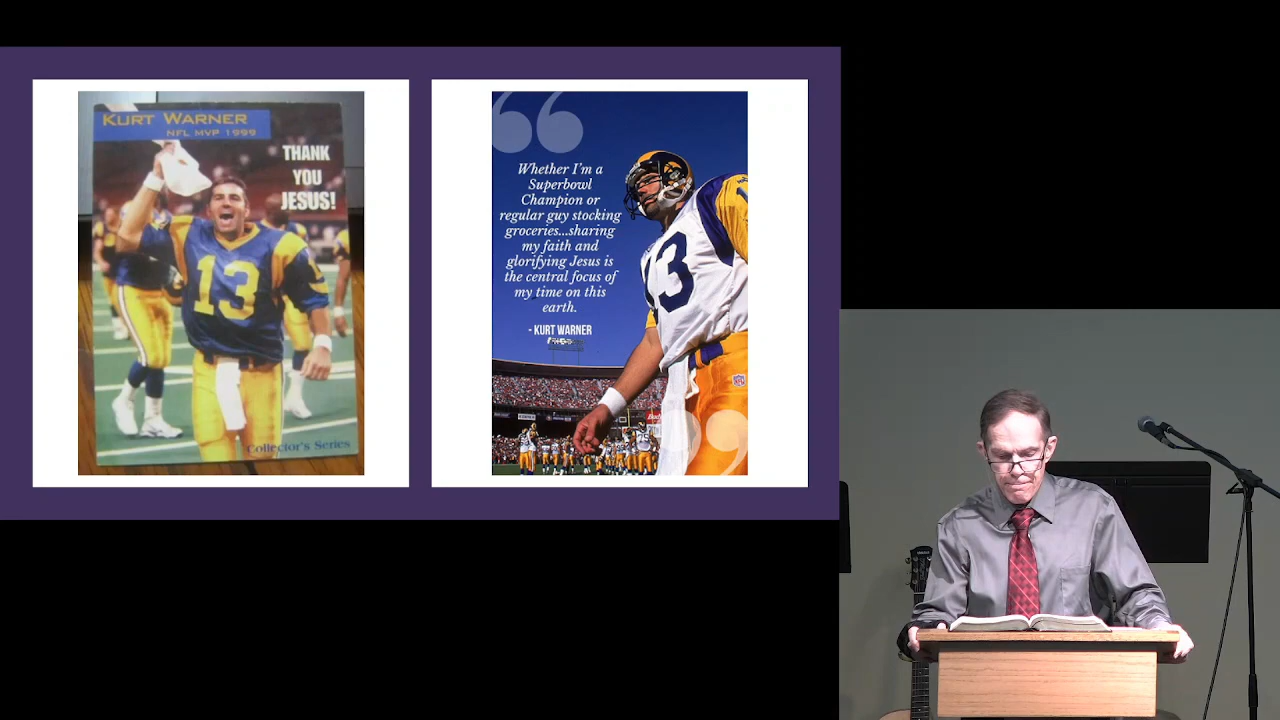 KURT WARNER
NFL MVP 1999
THANK
YOU
JESUS!
13
Collector's Series
Whether I'm a
Superbowl
Champion or
regular guy stocking
groceries...sharing
my faith and
glorifying Jesus is
the central focus of
my time on this
earth.
- KURT WARNER
13